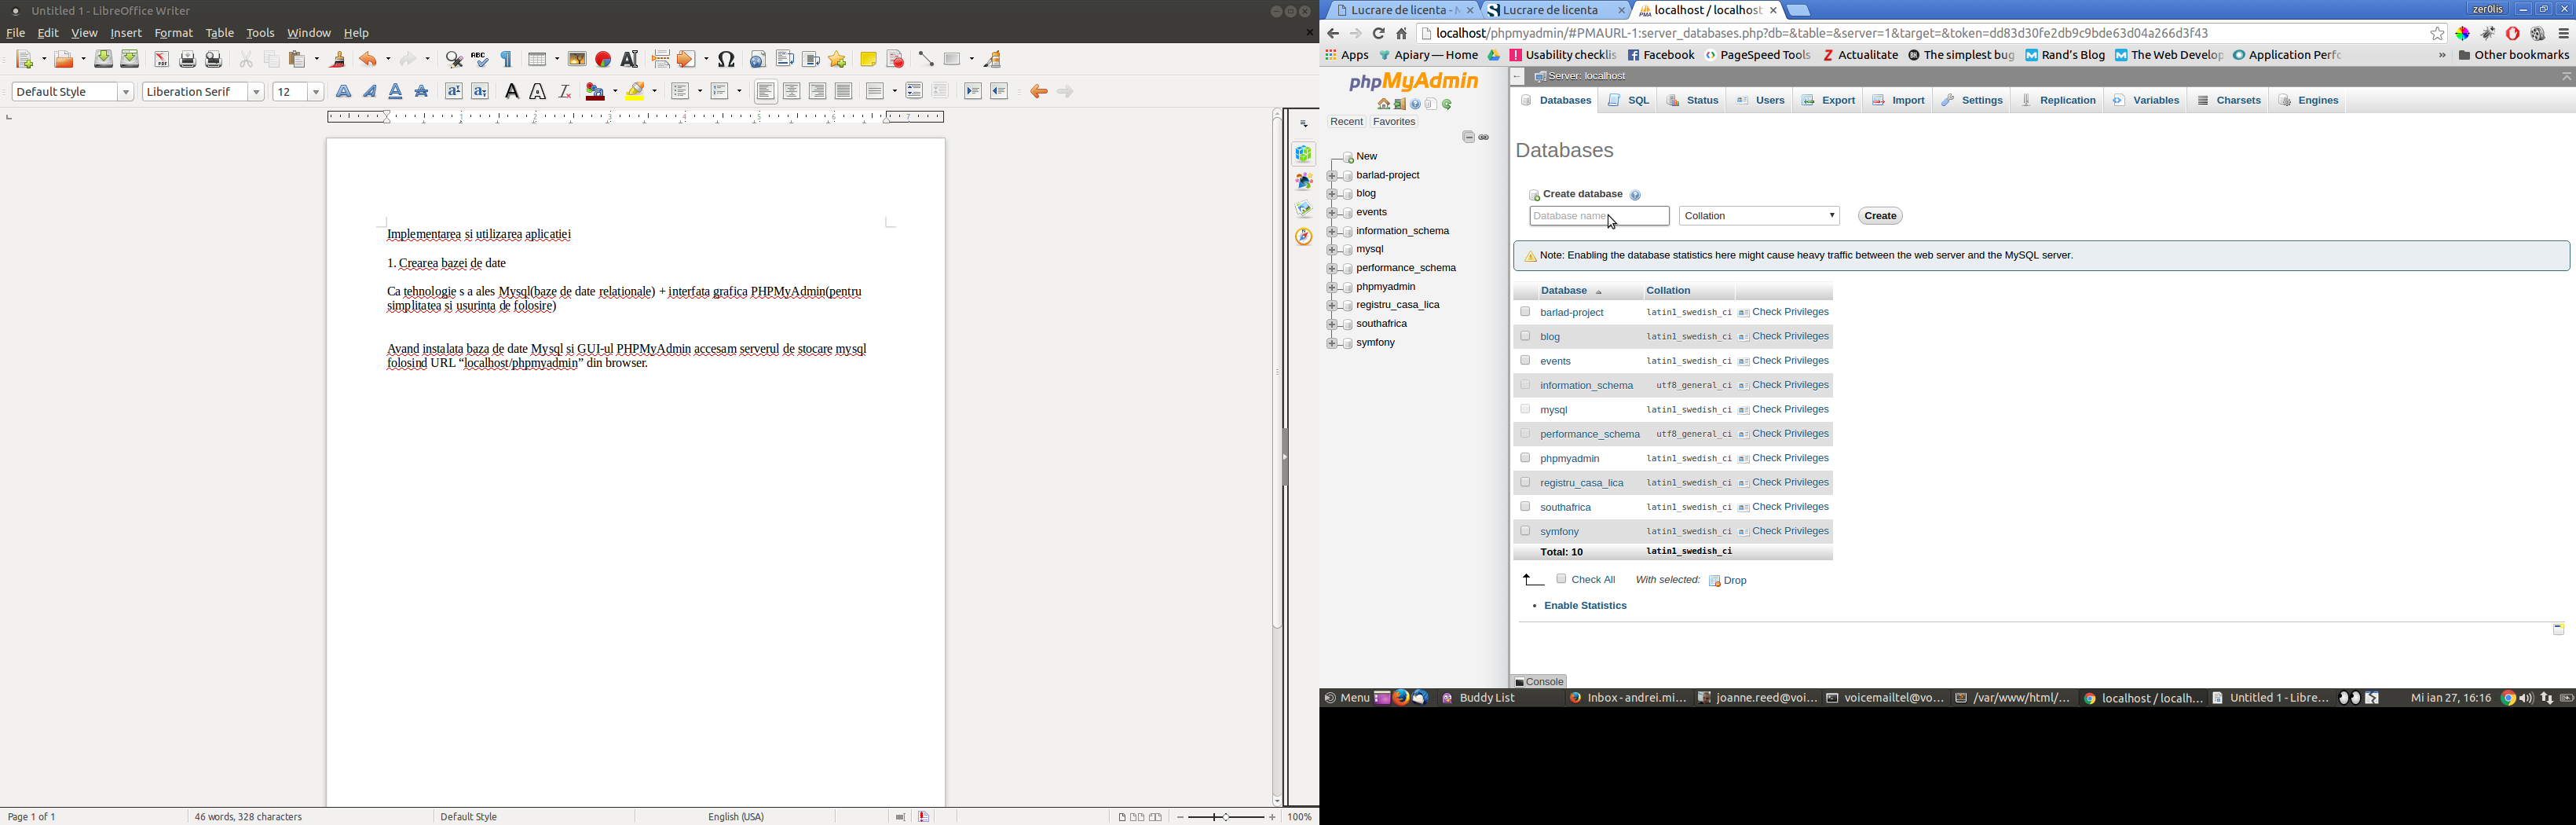 Untitled 1 - LibreOffice Writer
File Edit View Insert Format Table Tools Window Help
Default Style Liberation Serif 12
Implementarea si utilizarea aplicatiei
1. Crearea bazei de date
Ca tehnologie s a ales Mysql(baze de date relationale) + interfata grafica PHPMyAdmin(pentru
simplitatea si usurinta de folosire)
Avand instalata baza de date Mysql si GUI-ul PHPMyAdmin accesam serverul de stocare mysql
folosind URL “localhost/phpmyadmin” din browser.
Page 1 of 1 46 words, 328 characters Default Style English (USA) 100%
Lucrare de licenta - Lucrare de licenta localhost / localhost zer0lis
localhost/phpmyadmin/#PMAURL-1:server_databases.php?db=&table=&server=1&target=&token=dd83d30fe2db9c9bde63d04a266d3f43
Apps Apiary — Home Usability checklis Facebook PageSpeed Tools Actualitate The simplest bug Rand's Blog The Web Develop Application Perfc » Other bookmarks
phpMyAdmin
Recent Favorites
New
barlad-project
blog
events
information_schema
mysql
performance_schema
phpmyadmin
registru_casa_lica
southafrica
symfony
Server: localhost
Databases SQL Status Users Export Import Settings Replication Variables Charsets Engines
Databases
Create database
Database name Collation Create
Note: Enabling the database statistics here might cause heavy traffic between the web server and the MySQL server.
Database Collation
barlad-project latin1_swedish_ci Check Privileges
blog latin1_swedish_ci Check Privileges
events latin1_swedish_ci Check Privileges
information_schema utf8_general_ci Check Privileges
mysql latin1_swedish_ci Check Privileges
performance_schema utf8_general_ci Check Privileges
phpmyadmin latin1_swedish_ci Check Privileges
registru_casa_lica latin1_swedish_ci Check Privileges
southafrica latin1_swedish_ci Check Privileges
symfony latin1_swedish_ci Check Privileges
Total: 10 latin1_swedish_ci
Check All With selected: Drop
Enable Statistics
Console
Menu Buddy List Inbox - andrei.mi... joanne.reed@voi... voicemailtel@vo... /var/www/html/... localhost / localh... Untitled 1 - Libre... Mi ian 27, 16:16